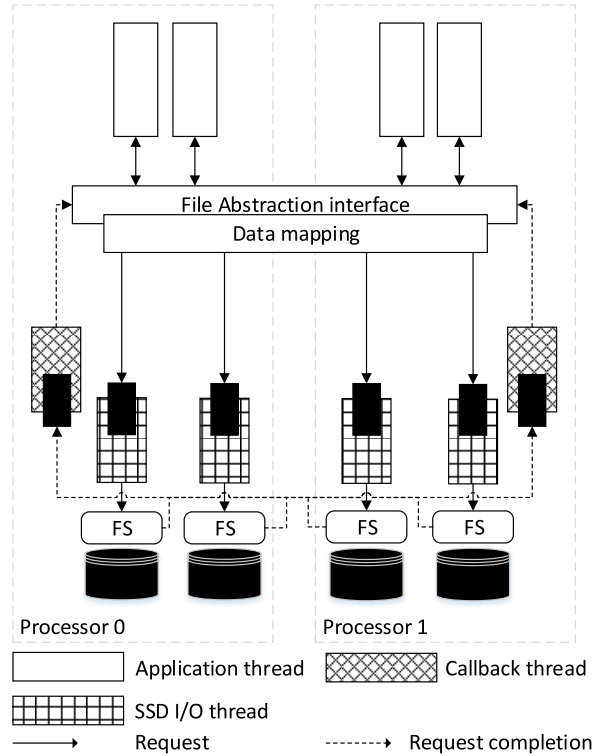 File Abstraction interface
Data mapping
FS FS FS FS
Processor 0 Processor 1
Application thread Callback thread
SSD I/O thread
Request Request completion